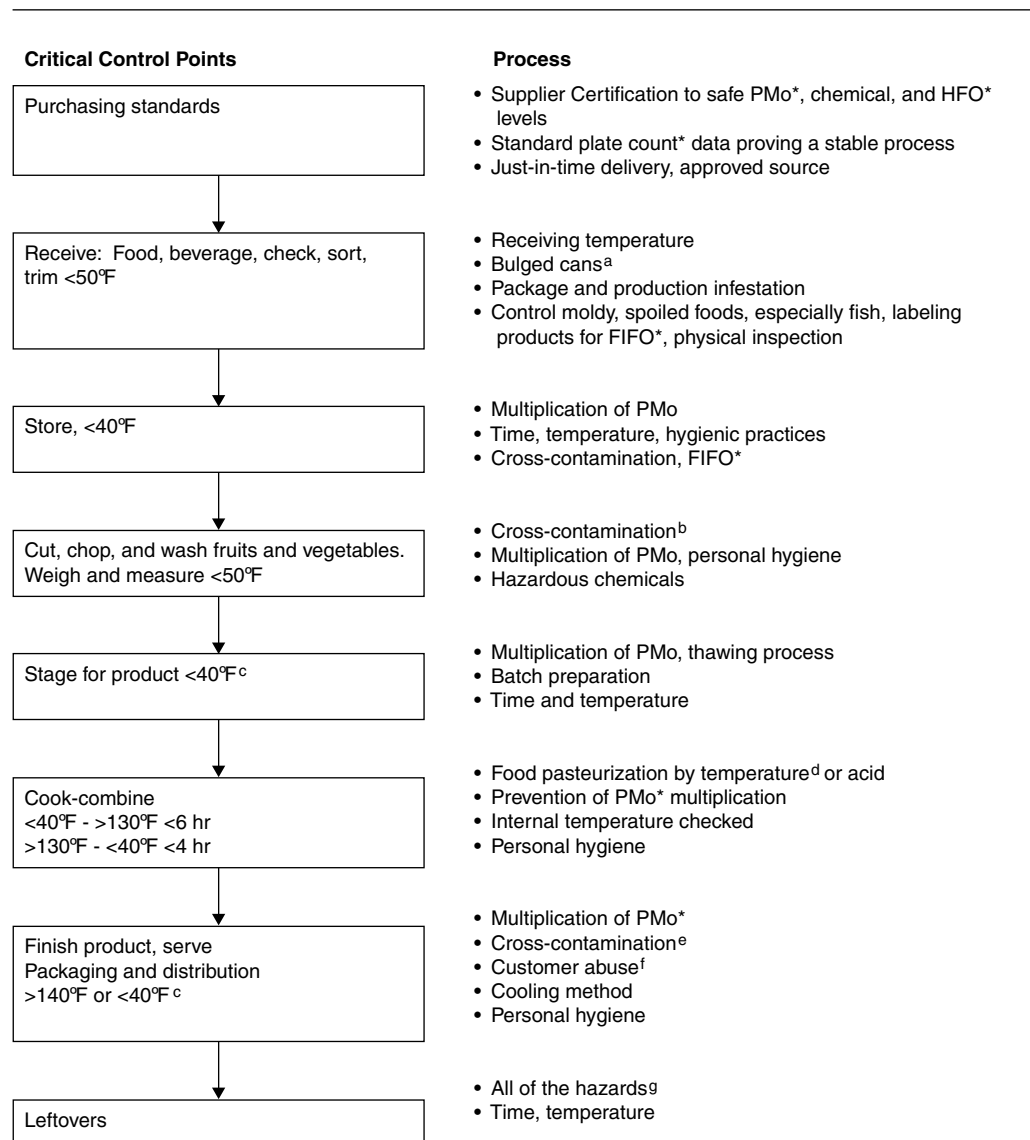 Critical Control Points
Process
Purchasing standards
• Supplier Certification to safe PMo*, chemical, and HFO*
levels
• Standard plate count* data proving a stable process
• Just-in-time delivery, approved source
Receive: Food, beverage, check, sort,
trim <50ºF
• Receiving temperature
• Bulged cansᵃ
• Package and production infestation
• Control moldy, spoiled foods, especially fish, labeling
products for FIFO*, physical inspection
Store, <40ºF
• Multiplication of PMo
• Time, temperature, hygienic practices
• Cross-contamination, FIFO*
Cut, chop, and wash fruits and vegetables.
Weigh and measure <50ºF
• Cross-contaminationᵇ
• Multiplication of PMo, personal hygiene
• Hazardous chemicals
Stage for product <40ºFᶜ
• Multiplication of PMo, thawing process
• Batch preparation
• Time and temperature
Cook-combine
<40ºF - >130ºF <6 hr
>130ºF - <40ºF <4 hr
• Food pasteurization by temperatureᵈ or acid
• Prevention of PMo* multiplication
• Internal temperature checked
• Personal hygiene
Finish product, serve
Packaging and distribution
>140ºF or <40ºFᶜ
• Multiplication of PMo*
• Cross-contaminationᵉ
• Customer abuseᶠ
• Cooling method
• Personal hygiene
Leftovers
• All of the hazardsᵍ
• Time, temperature